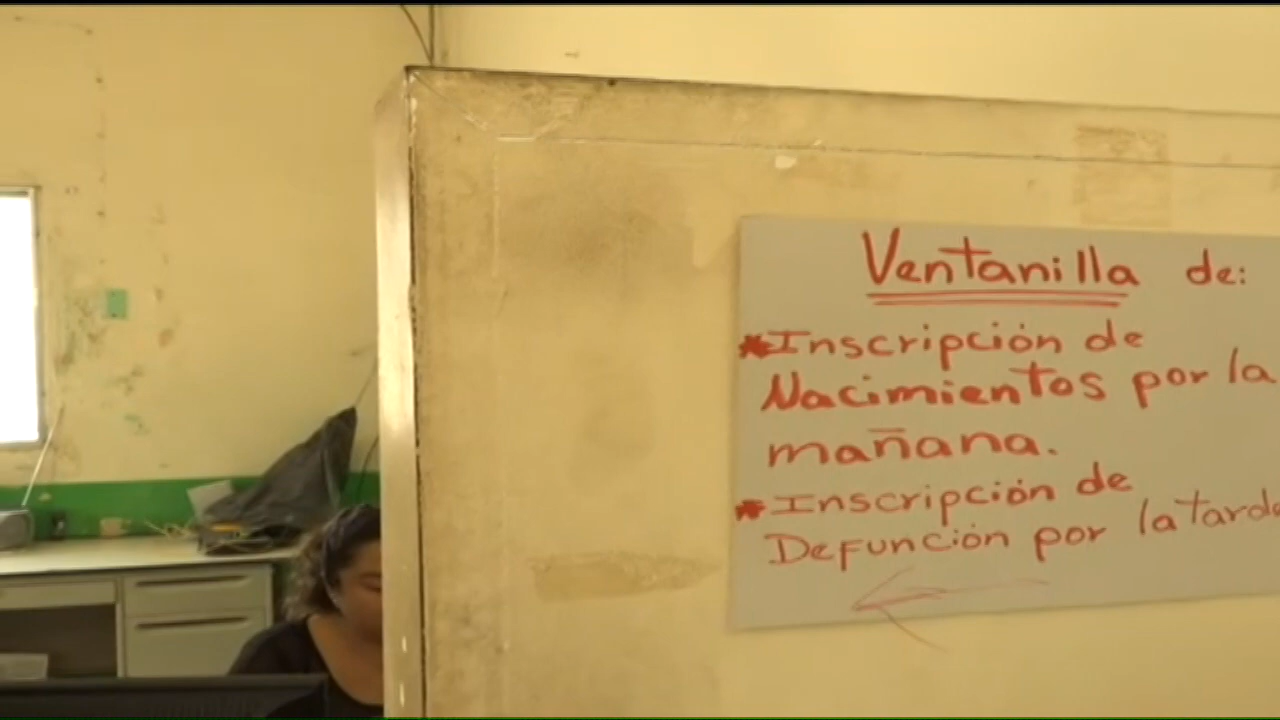 Ventanilla de:
*Inscripción de
Nacimientos por la
mañana.
*Inscripción de
Defunción por la tarde